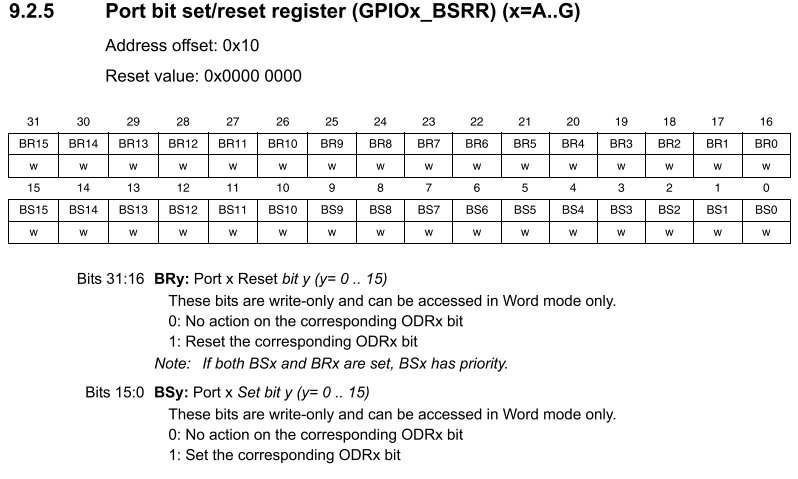 9.2.5 Port bit set/reset register (GPIOx_BSRR) (x=A..G)
Address offset: 0x10
Reset value: 0x0000 0000
31 30 29 28 27 26 25 24 23 22 21 20 19 18 17 16
BR15 BR14 BR13 BR12 BR11 BR10 BR9 BR8 BR7 BR6 BR5 BR4 BR3 BR2 BR1 BR0
w w w w w w w w w w w w w w w w
15 14 13 12 11 10 9 8 7 6 5 4 3 2 1 0
BS15 BS14 BS13 BS12 BS11 BS10 BS9 BS8 BS7 BS6 BS5 BS4 BS3 BS2 BS1 BS0
w w w w w w w w w w w w w w w w
Bits 31:16 BRy: Port x Reset bit y (y= 0 .. 15)
These bits are write-only and can be accessed in Word mode only.
0: No action on the corresponding ODRx bit
1: Reset the corresponding ODRx bit
Note: If both BSx and BRx are set, BSx has priority.
Bits 15:0 BSy: Port x Set bit y (y= 0 .. 15)
These bits are write-only and can be accessed in Word mode only.
0: No action on the corresponding ODRx bit
1: Set the corresponding ODRx bit